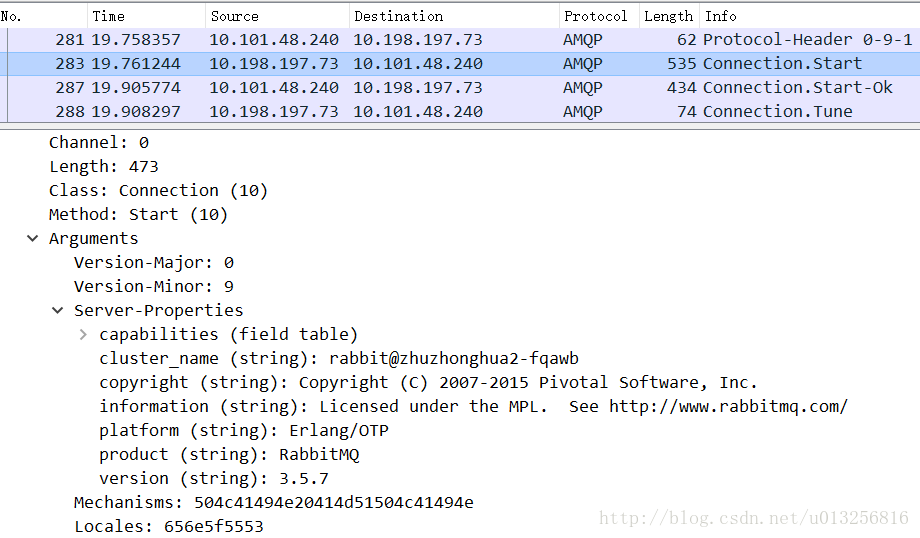 No. Time Source Destination Protocol Length Info
281 19.758357 10.101.48.240 10.198.197.73 AMQP 62 Protocol-Header 0-9-1
283 19.761244 10.198.197.73 10.101.48.240 AMQP 535 Connection.Start
287 19.905774 10.101.48.240 10.198.197.73 AMQP 434 Connection.Start-Ok
288 19.908297 10.198.197.73 10.101.48.240 AMQP 74 Connection.Tune
Channel: 0
Length: 473
Class: Connection (10)
Method: Start (10)
Arguments
Version-Major: 0
Version-Minor: 9
Server-Properties
capabilities (field table)
cluster_name (string): rabbit@zhuzhonghua2-fqawb
copyright (string): Copyright (C) 2007-2015 Pivotal Software, Inc.
information (string): Licensed under the MPL.  See http://www.rabbitmq.com/
platform (string): Erlang/OTP
product (string): RabbitMQ
version (string): 3.5.7
Mechanisms: 504c41494e20414d51504c41494e
Locales: 656e5f5553
http://blog.csdn.net/u013256816